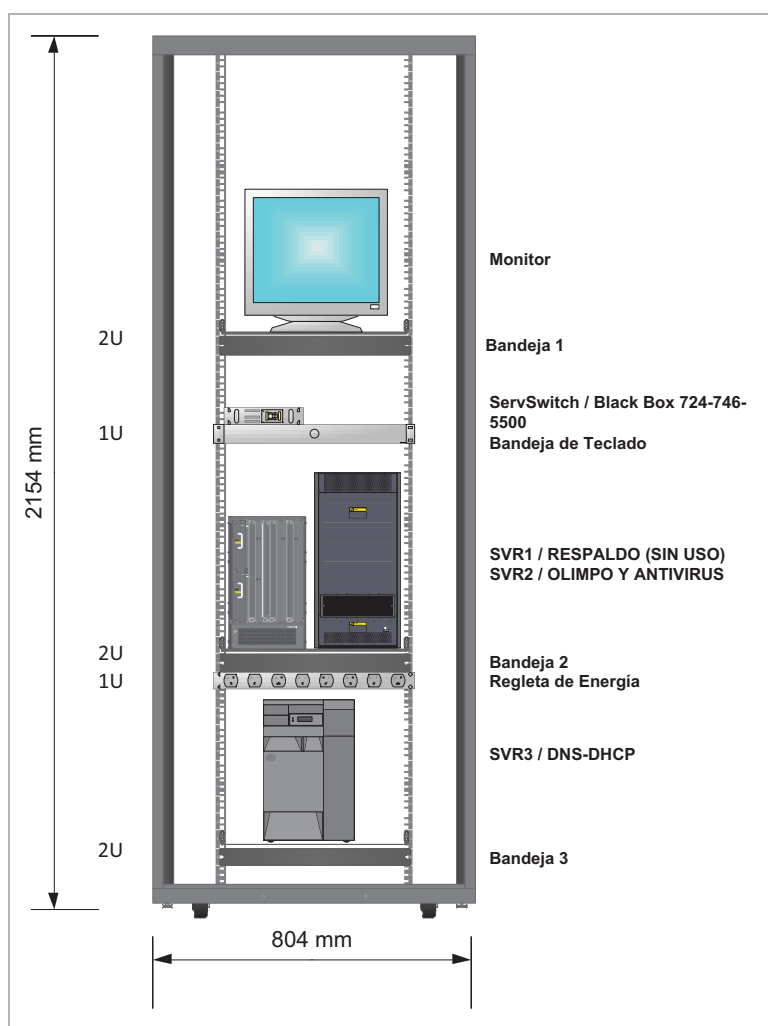 Monitor
2U
Bandeja 1
ServSwitch / Black Box 724-746-
5500
1U
Bandeja de Teclado
2154 mm
SVR1 / RESPALDO (SIN USO)
SVR2 / OLIMPO Y ANTIVIRUS
2U
Bandeja 2
1U
Regleta de Energía
SVR3 / DNS-DHCP
2U
Bandeja 3
804 mm